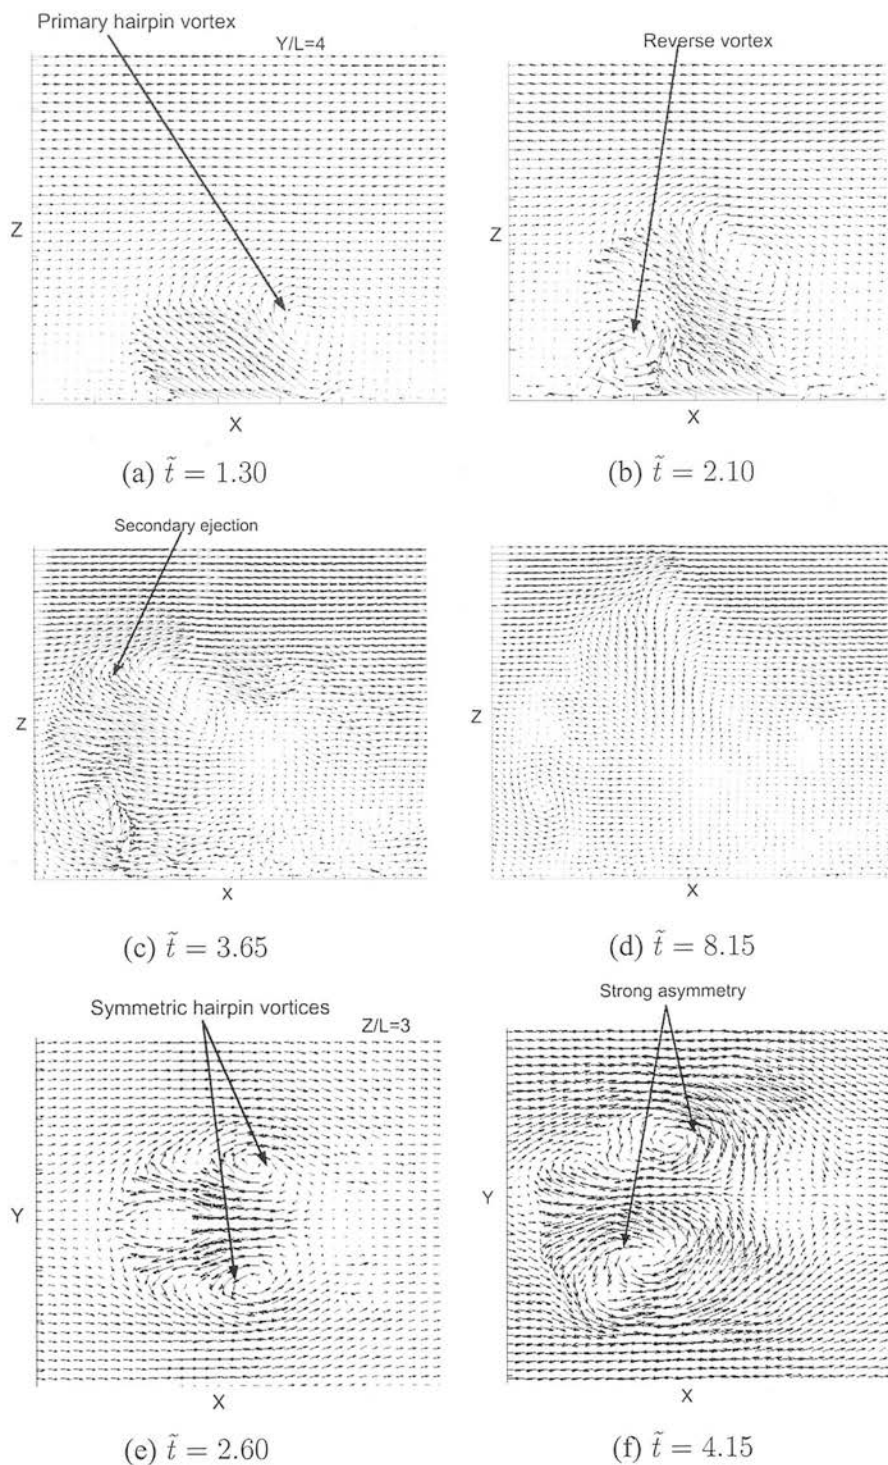 Primary hairpin vortex
Y/L=4
Z
X
(a) t̃ = 1.30
Reverse vortex
Z
X
(b) t̃ = 2.10
Secondary ejection
Z
X
(c) t̃ = 3.65
Z
X
(d) t̃ = 8.15
Symmetric hairpin vortices
Z/L=3
Y
X
(e) t̃ = 2.60
Strong asymmetry
Y
X
(f) t̃ = 4.15